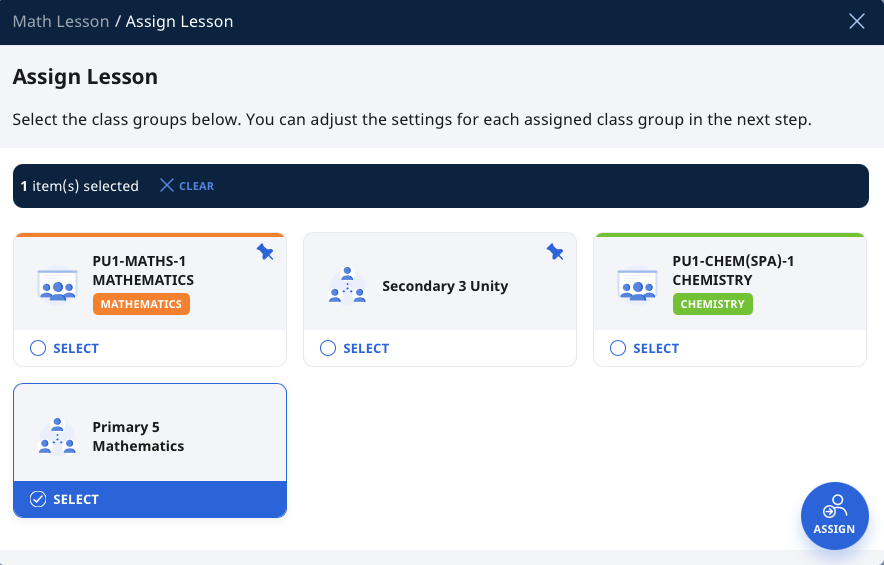 Math Lesson / Assign Lesson
Assign Lesson
Select the class groups below. You can adjust the settings for each assigned class group in the next step.
1 item(s) selected
CLEAR
PU1-MATHS-1
MATHEMATICS
MATHEMATICS
SELECT
Secondary 3 Unity
SELECT
PU1-CHEM(SPA)-1
CHEMISTRY
CHEMISTRY
SELECT
Primary 5
Mathematics
SELECT
ASSIGN